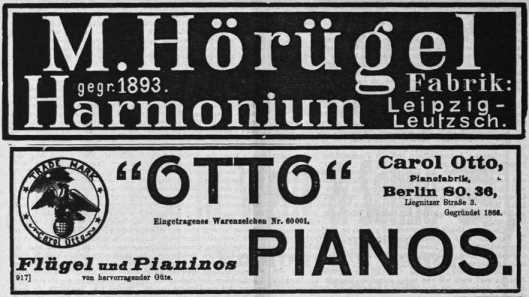 M. Hörügel
gegr. 1893. Fabrik:
Harmonium Leipzig-
Leutzsch.
TRADE MARK
Carol Otto
"OTTO"
Eingetragenes Warenzeichen Nr. 60001.
Carol Otto,
Pianofabrik,
Berlin SO. 36,
Liegnitzer Straße 3.
Gegründet 1866.
Flügel und Pianinos
917] von hervorragender Güte.
PIANOS.